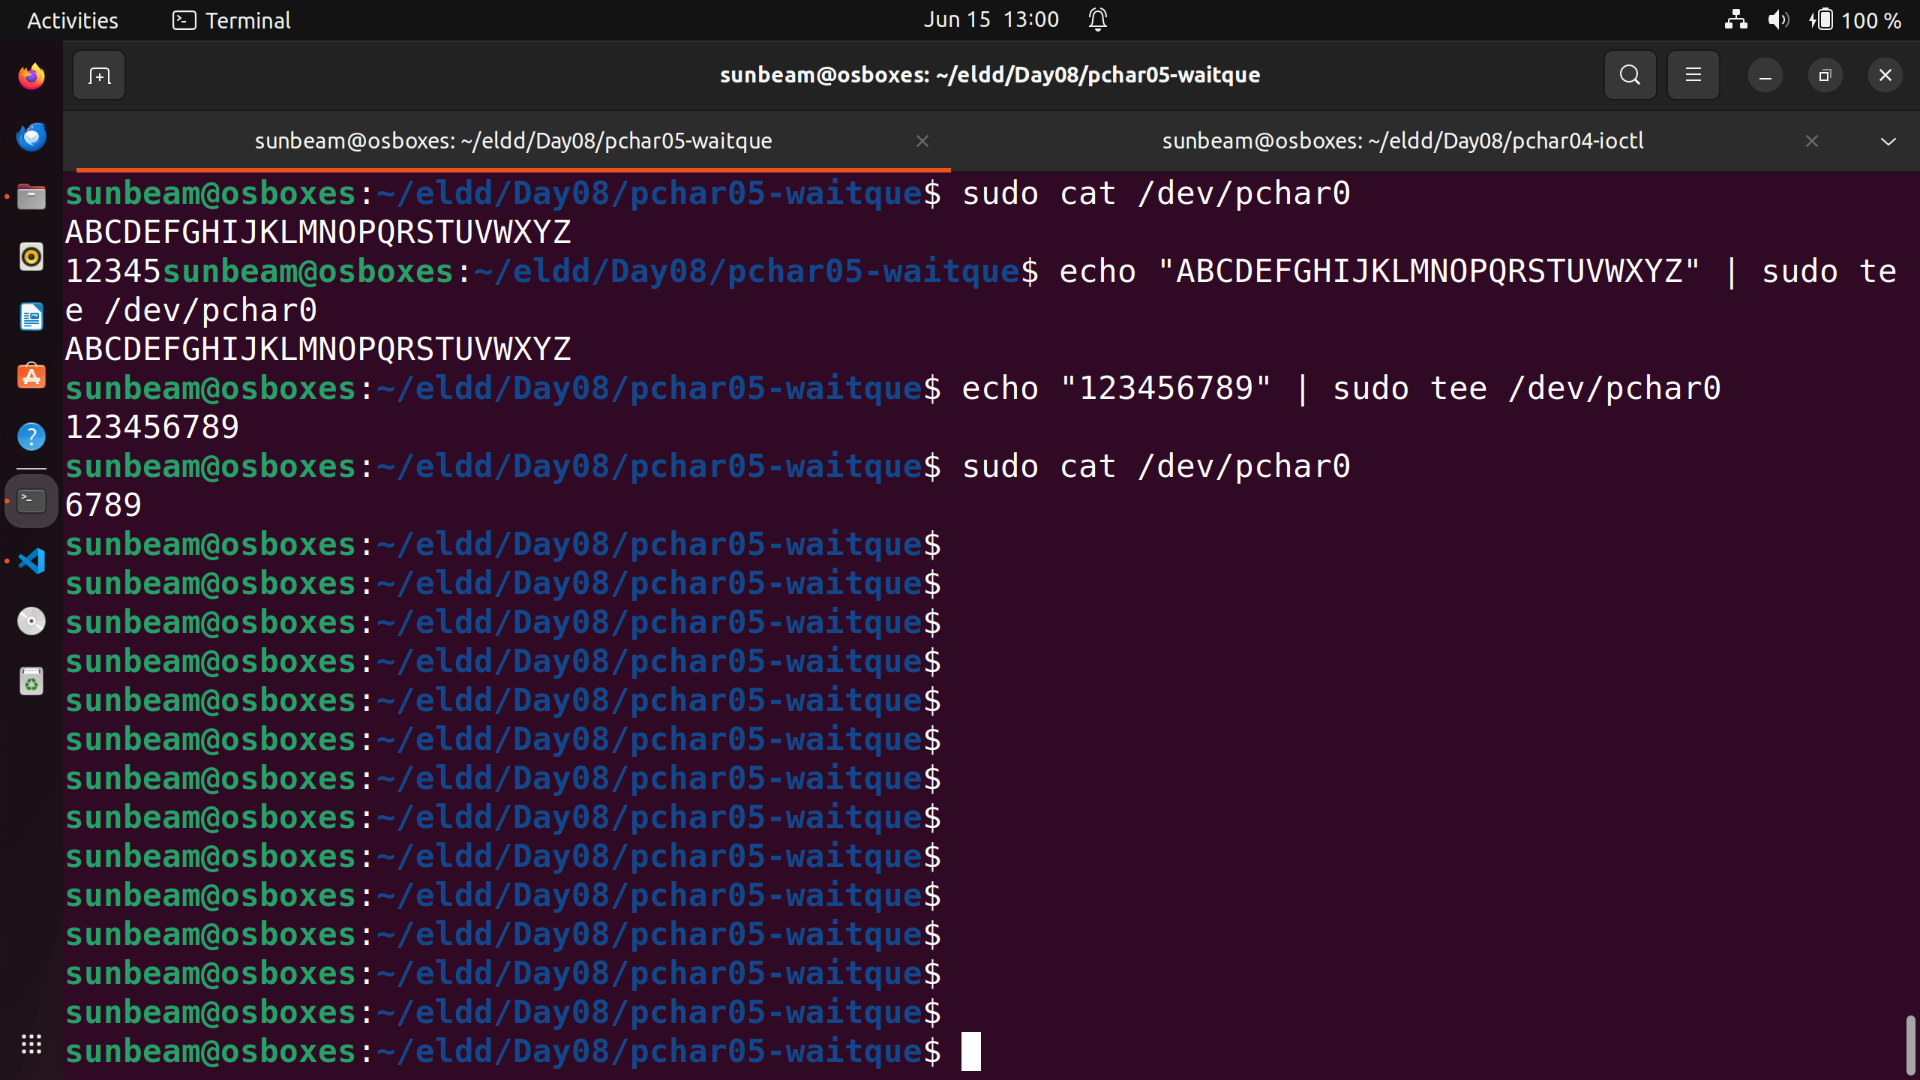 Activities Terminal Jun 15 13:00 100 %
sunbeam@osboxes: ~/eldd/Day08/pchar05-waitque
sunbeam@osboxes: ~/eldd/Day08/pchar05-waitque sunbeam@osboxes: ~/eldd/Day08/pchar04-ioctl
sunbeam@osboxes:~/eldd/Day08/pchar05-waitque$ sudo cat /dev/pchar0
ABCDEFGHIJKLMNOPQRSTUVWXYZ
12345sunbeam@osboxes:~/eldd/Day08/pchar05-waitque$ echo "ABCDEFGHIJKLMNOPQRSTUVWXYZ" | sudo te
e /dev/pchar0
ABCDEFGHIJKLMNOPQRSTUVWXYZ
sunbeam@osboxes:~/eldd/Day08/pchar05-waitque$ echo "123456789" | sudo tee /dev/pchar0
123456789
sunbeam@osboxes:~/eldd/Day08/pchar05-waitque$ sudo cat /dev/pchar0
6789
sunbeam@osboxes:~/eldd/Day08/pchar05-waitque$
sunbeam@osboxes:~/eldd/Day08/pchar05-waitque$
sunbeam@osboxes:~/eldd/Day08/pchar05-waitque$
sunbeam@osboxes:~/eldd/Day08/pchar05-waitque$
sunbeam@osboxes:~/eldd/Day08/pchar05-waitque$
sunbeam@osboxes:~/eldd/Day08/pchar05-waitque$
sunbeam@osboxes:~/eldd/Day08/pchar05-waitque$
sunbeam@osboxes:~/eldd/Day08/pchar05-waitque$
sunbeam@osboxes:~/eldd/Day08/pchar05-waitque$
sunbeam@osboxes:~/eldd/Day08/pchar05-waitque$
sunbeam@osboxes:~/eldd/Day08/pchar05-waitque$
sunbeam@osboxes:~/eldd/Day08/pchar05-waitque$
sunbeam@osboxes:~/eldd/Day08/pchar05-waitque$
sunbeam@osboxes:~/eldd/Day08/pchar05-waitque$